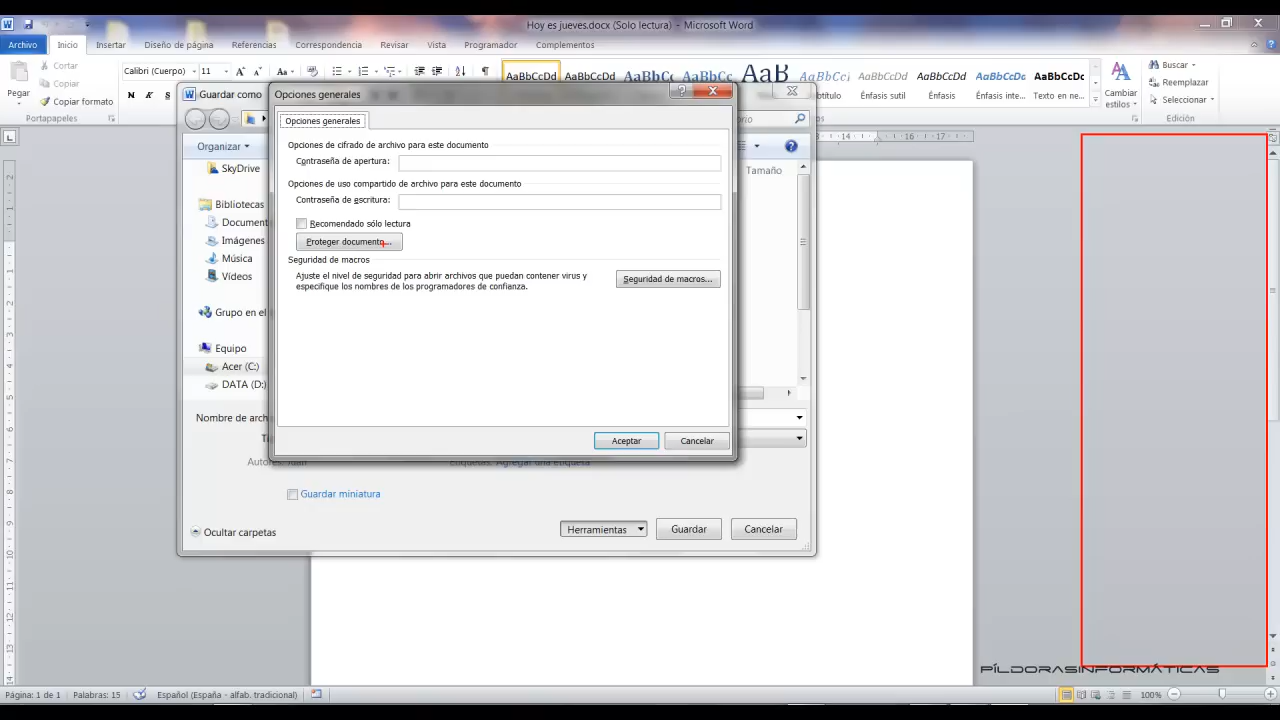 Hoy es jueves.docx (Solo lectura) - Microsoft Word
Archivo Inicio Insertar Diseño de página Referencias Correspondencia Revisar Vista Programador Complementos
Pegar
Cortar
Copiar
Copiar formato
Portapapeles
Calibri (Cuerpo) 11
N K S
AaBbCcDd AaBbCcDd AaBbCc AaBbCc AaB AaBbCc AaBbCcDd AaBbCcDd AaBbCcDd AaBbCcDc
Énfasis sutil Énfasis Énfasis inte... Texto en ne...
Cambiar
estilos
Buscar
Reemplazar
Seleccionar
Edición
Guardar como
Organizar
SkyDrive
Bibliotecas
Imágenes
Música
Vídeos
Grupo en el
Equipo
Acer (C:)
DATA (D:)
Tamaño
Opciones generales
Opciones generales
Opciones de cifrado de archivo para este documento
Contraseña de apertura:
Opciones de uso compartido de archivo para este documento
Contraseña de escritura:
Recomendado sólo lectura
Proteger documento...
Seguridad de macros
Ajuste el nivel de seguridad para abrir archivos que puedan contener virus y
especifique los nombres de los programadores de confianza.
Seguridad de macros...
Aceptar Cancelar
Guardar miniatura
Ocultar carpetas
Herramientas Guardar Cancelar
PÍLDORASINFORMÁTICAS
Página: 1 de 1 Palabras: 15 Español (España - alfab. tradicional) 100%